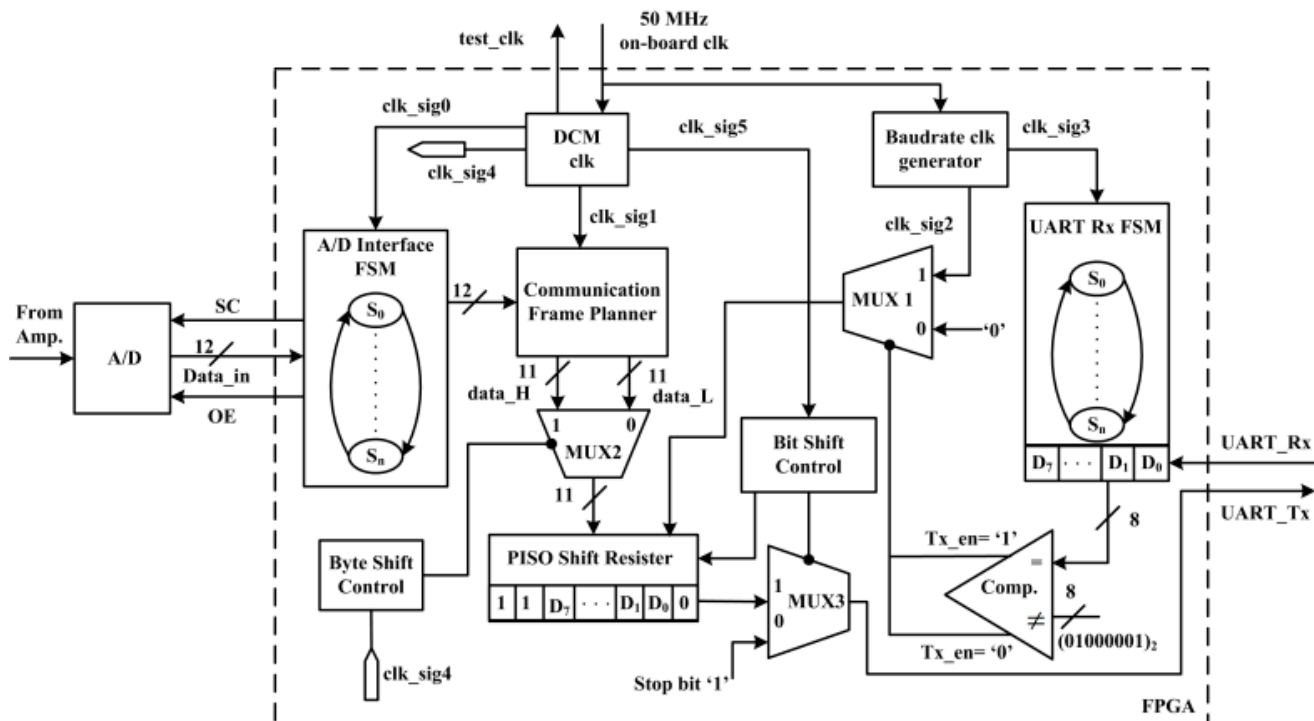 50 MHz
on-board clk
test_clk
clk_sig0
DCM
clk
clk_sig5
Baudrate clk
generator
clk_sig3
clk_sig4
clk_sig1
clk_sig2
A/D Interface
FSM
S0
Sn
UART Rx FSM
S0
Sn
12
Communication
Frame Planner
MUX 1
1
0
‘0’
From
Amp.
A/D
SC
12
Data_in
OE
11
11
data_H
data_L
1
0
MUX2
11
Bit Shift
Control
D7 · · · D1 D0
UART_Rx
UART_Tx
8
Byte Shift
Control
PISO Shift Resister
1 1 D7 · · · D1 D0 0
1
0
MUX3
Tx_en= ‘1’
Comp.
=
≠
8
(01000001)2
Tx_en= ‘0’
clk_sig4
Stop bit ‘1’
FPGA